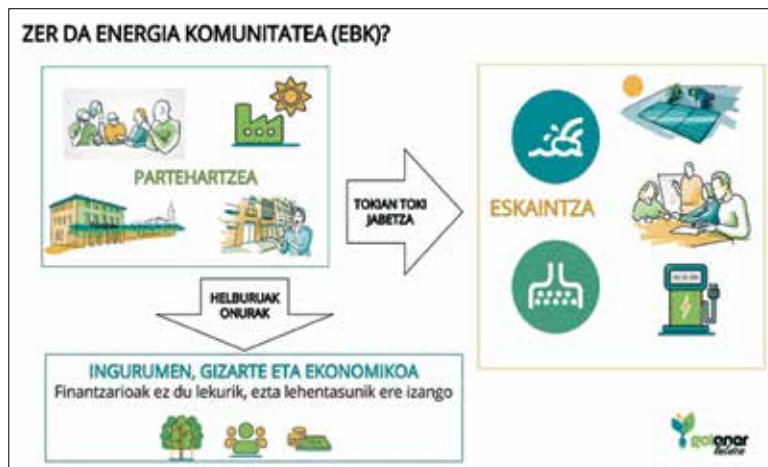 ZER DA ENERGIA KOMUNITATEA (EBK)?
PARTEHARTZEA
TOKIAN TOKI
JABETZA
ESKAINTZA
HELBURUAK
ONURAK
INGURUMEN, GIZARTE ETA EKONOMIKOA
Finantzarioak ez du lekurik, ezta lehentasunik ere izango
goiener